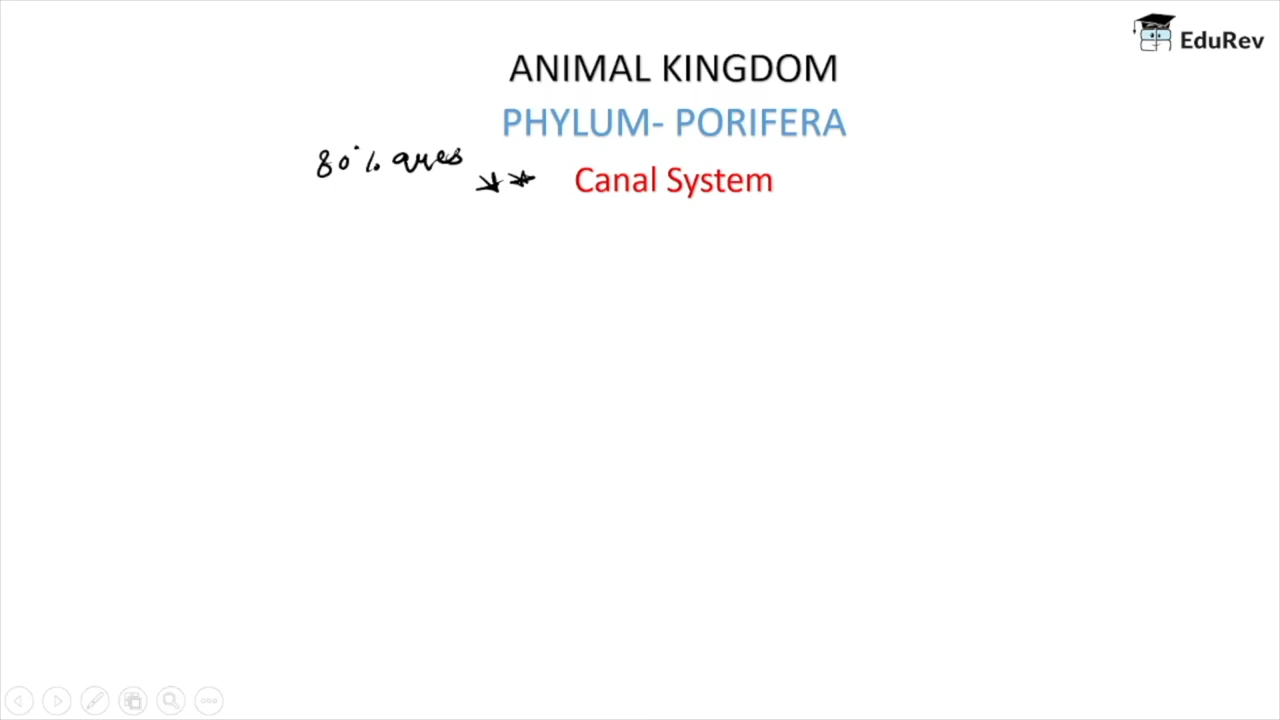 EduRev
ANIMAL KINGDOM
PHYLUM- PORIFERA
80% ques
Canal System